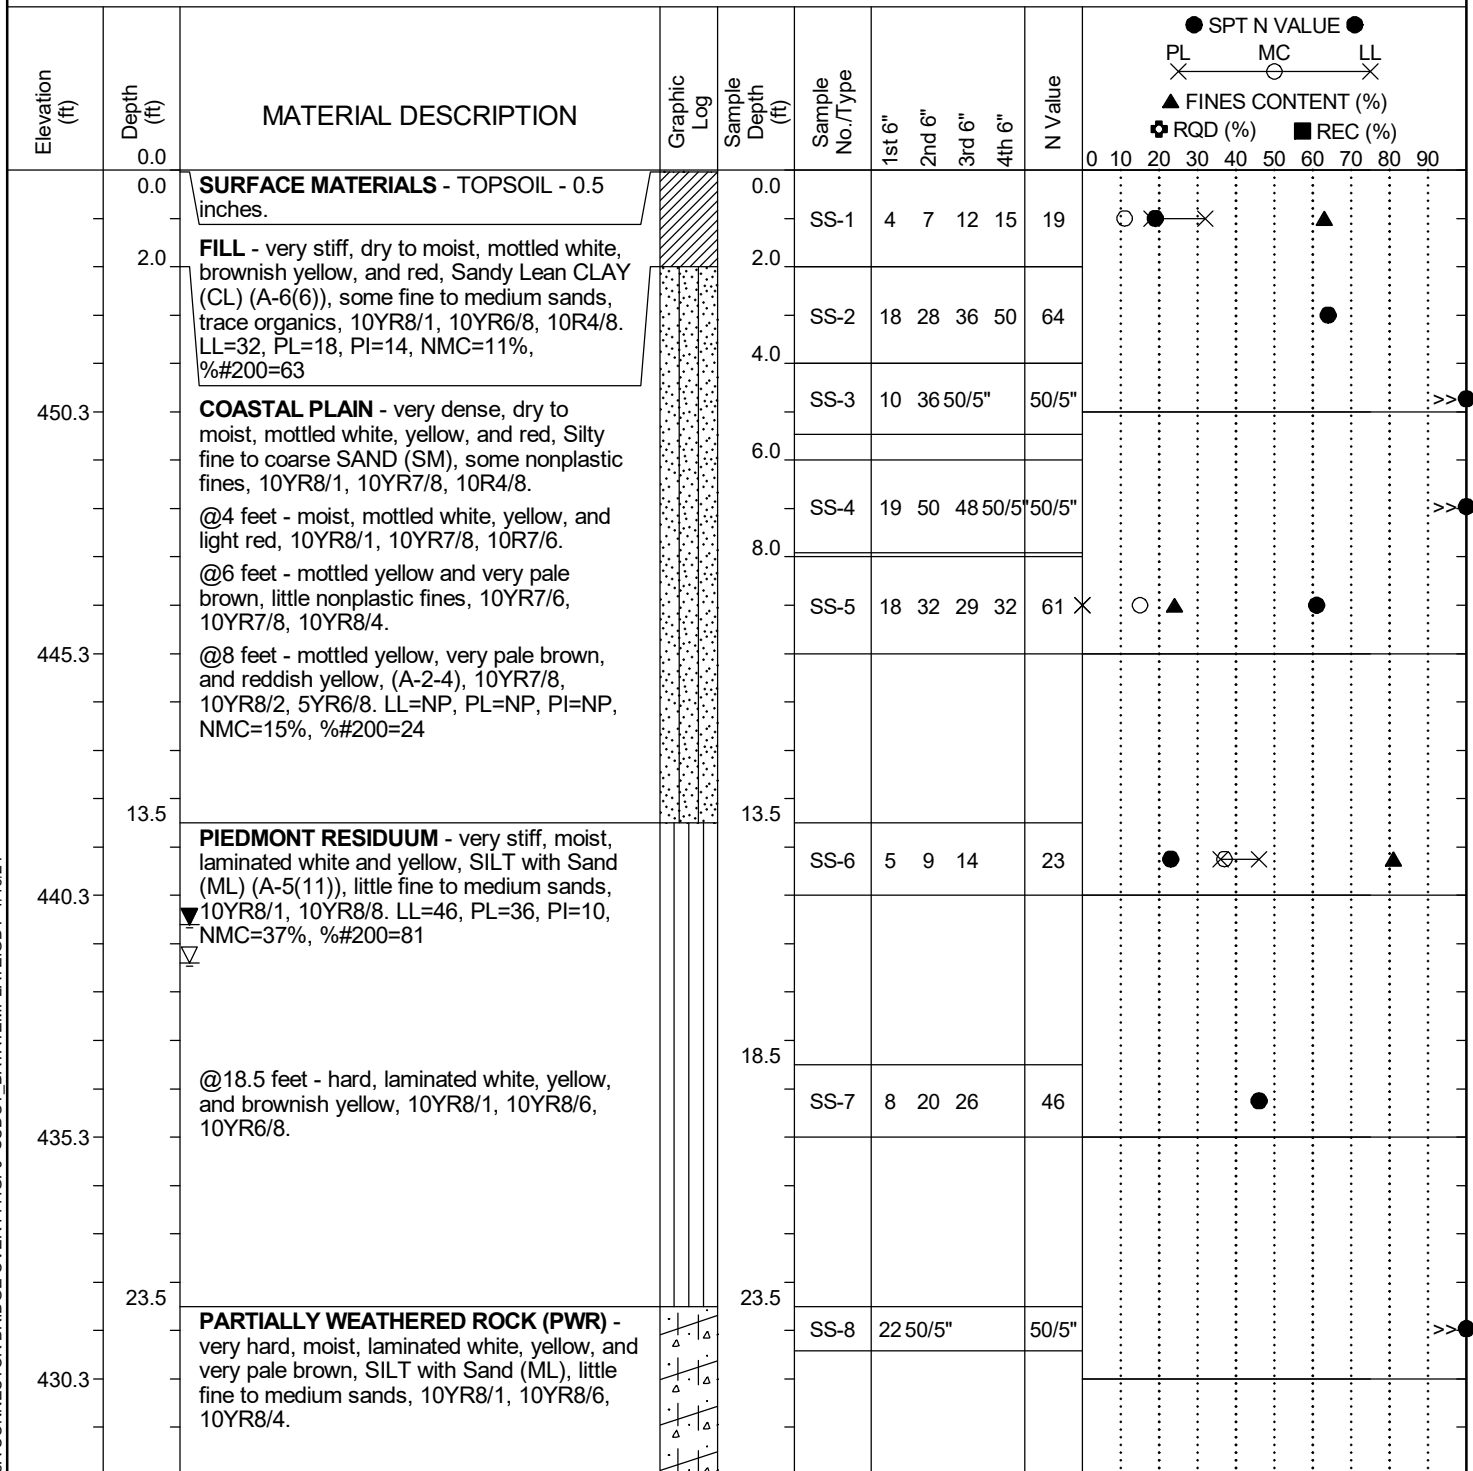 ● SPT N VALUE ●
PL MC LL
▲ FINES CONTENT (%)
RQD (%) ■ REC (%)
Elevation (ft)
Depth (ft)
MATERIAL DESCRIPTION
Graphic Log
Sample Depth (ft)
Sample No./Type
1st 6"
2nd 6"
3rd 6"
4th 6"
N Value
0.0
0 10 20 30 40 50 60 70 80 90
0.0 SURFACE MATERIALS - TOPSOIL - 0.5 0.0
inches.
SS-1 4 7 12 15 19
FILL - very stiff, dry to moist, mottled white,
2.0 brownish yellow, and red, Sandy Lean CLAY 2.0
(CL) (A-6(6)), some fine to medium sands,
trace organics, 10YR8/1, 10YR6/8, 10R4/8.
SS-2 18 28 36 50 64
LL=32, PL=18, PI=14, NMC=11%,
4.0
%#200=63
450.3 COASTAL PLAIN - very dense, dry to
SS-3 10 36 50/5" 50/5" >>
moist, mottled white, yellow, and red, Silty
fine to coarse SAND (SM), some nonplastic 6.0
fines, 10YR8/1, 10YR7/8, 10R4/8.
@4 feet - moist, mottled white, yellow, and
SS-4 19 50 48 50/5" 50/5" >>
light red, 10YR8/1, 10YR7/8, 10R7/6.
8.0
@6 feet - mottled yellow and very pale
brown, little nonplastic fines, 10YR7/6,
SS-5 18 32 29 32 61
10YR7/8, 10YR8/4.
445.3 @8 feet - mottled yellow, very pale brown,
and reddish yellow, (A-2-4), 10YR7/8,
10YR8/2, 5YR6/8. LL=NP, PL=NP, PI=NP,
NMC=15%, %#200=24
13.5 13.5
PIEDMONT RESIDUUM - very stiff, moist,
laminated white and yellow, SILT with Sand
SS-6 5 9 14 23
(ML) (A-5(11)), little fine to medium sands,
440.3 10YR8/1, 10YR8/8. LL=46, PL=36, PI=10,
NMC=37%, %#200=81
18.5
@18.5 feet - hard, laminated white, yellow,
and brownish yellow, 10YR8/1, 10YR8/6,
SS-7 8 20 26 46
10YR6/8.
435.3
23.5 23.5
PARTIALLY WEATHERED ROCK (PWR) -
SS-8 22 50/5" 50/5" >>
very hard, moist, laminated white, yellow, and
very pale brown, SILT with Sand (ML), little
430.3 fine to medium sands, 10YR8/1, 10YR8/6,
10YR8/4.